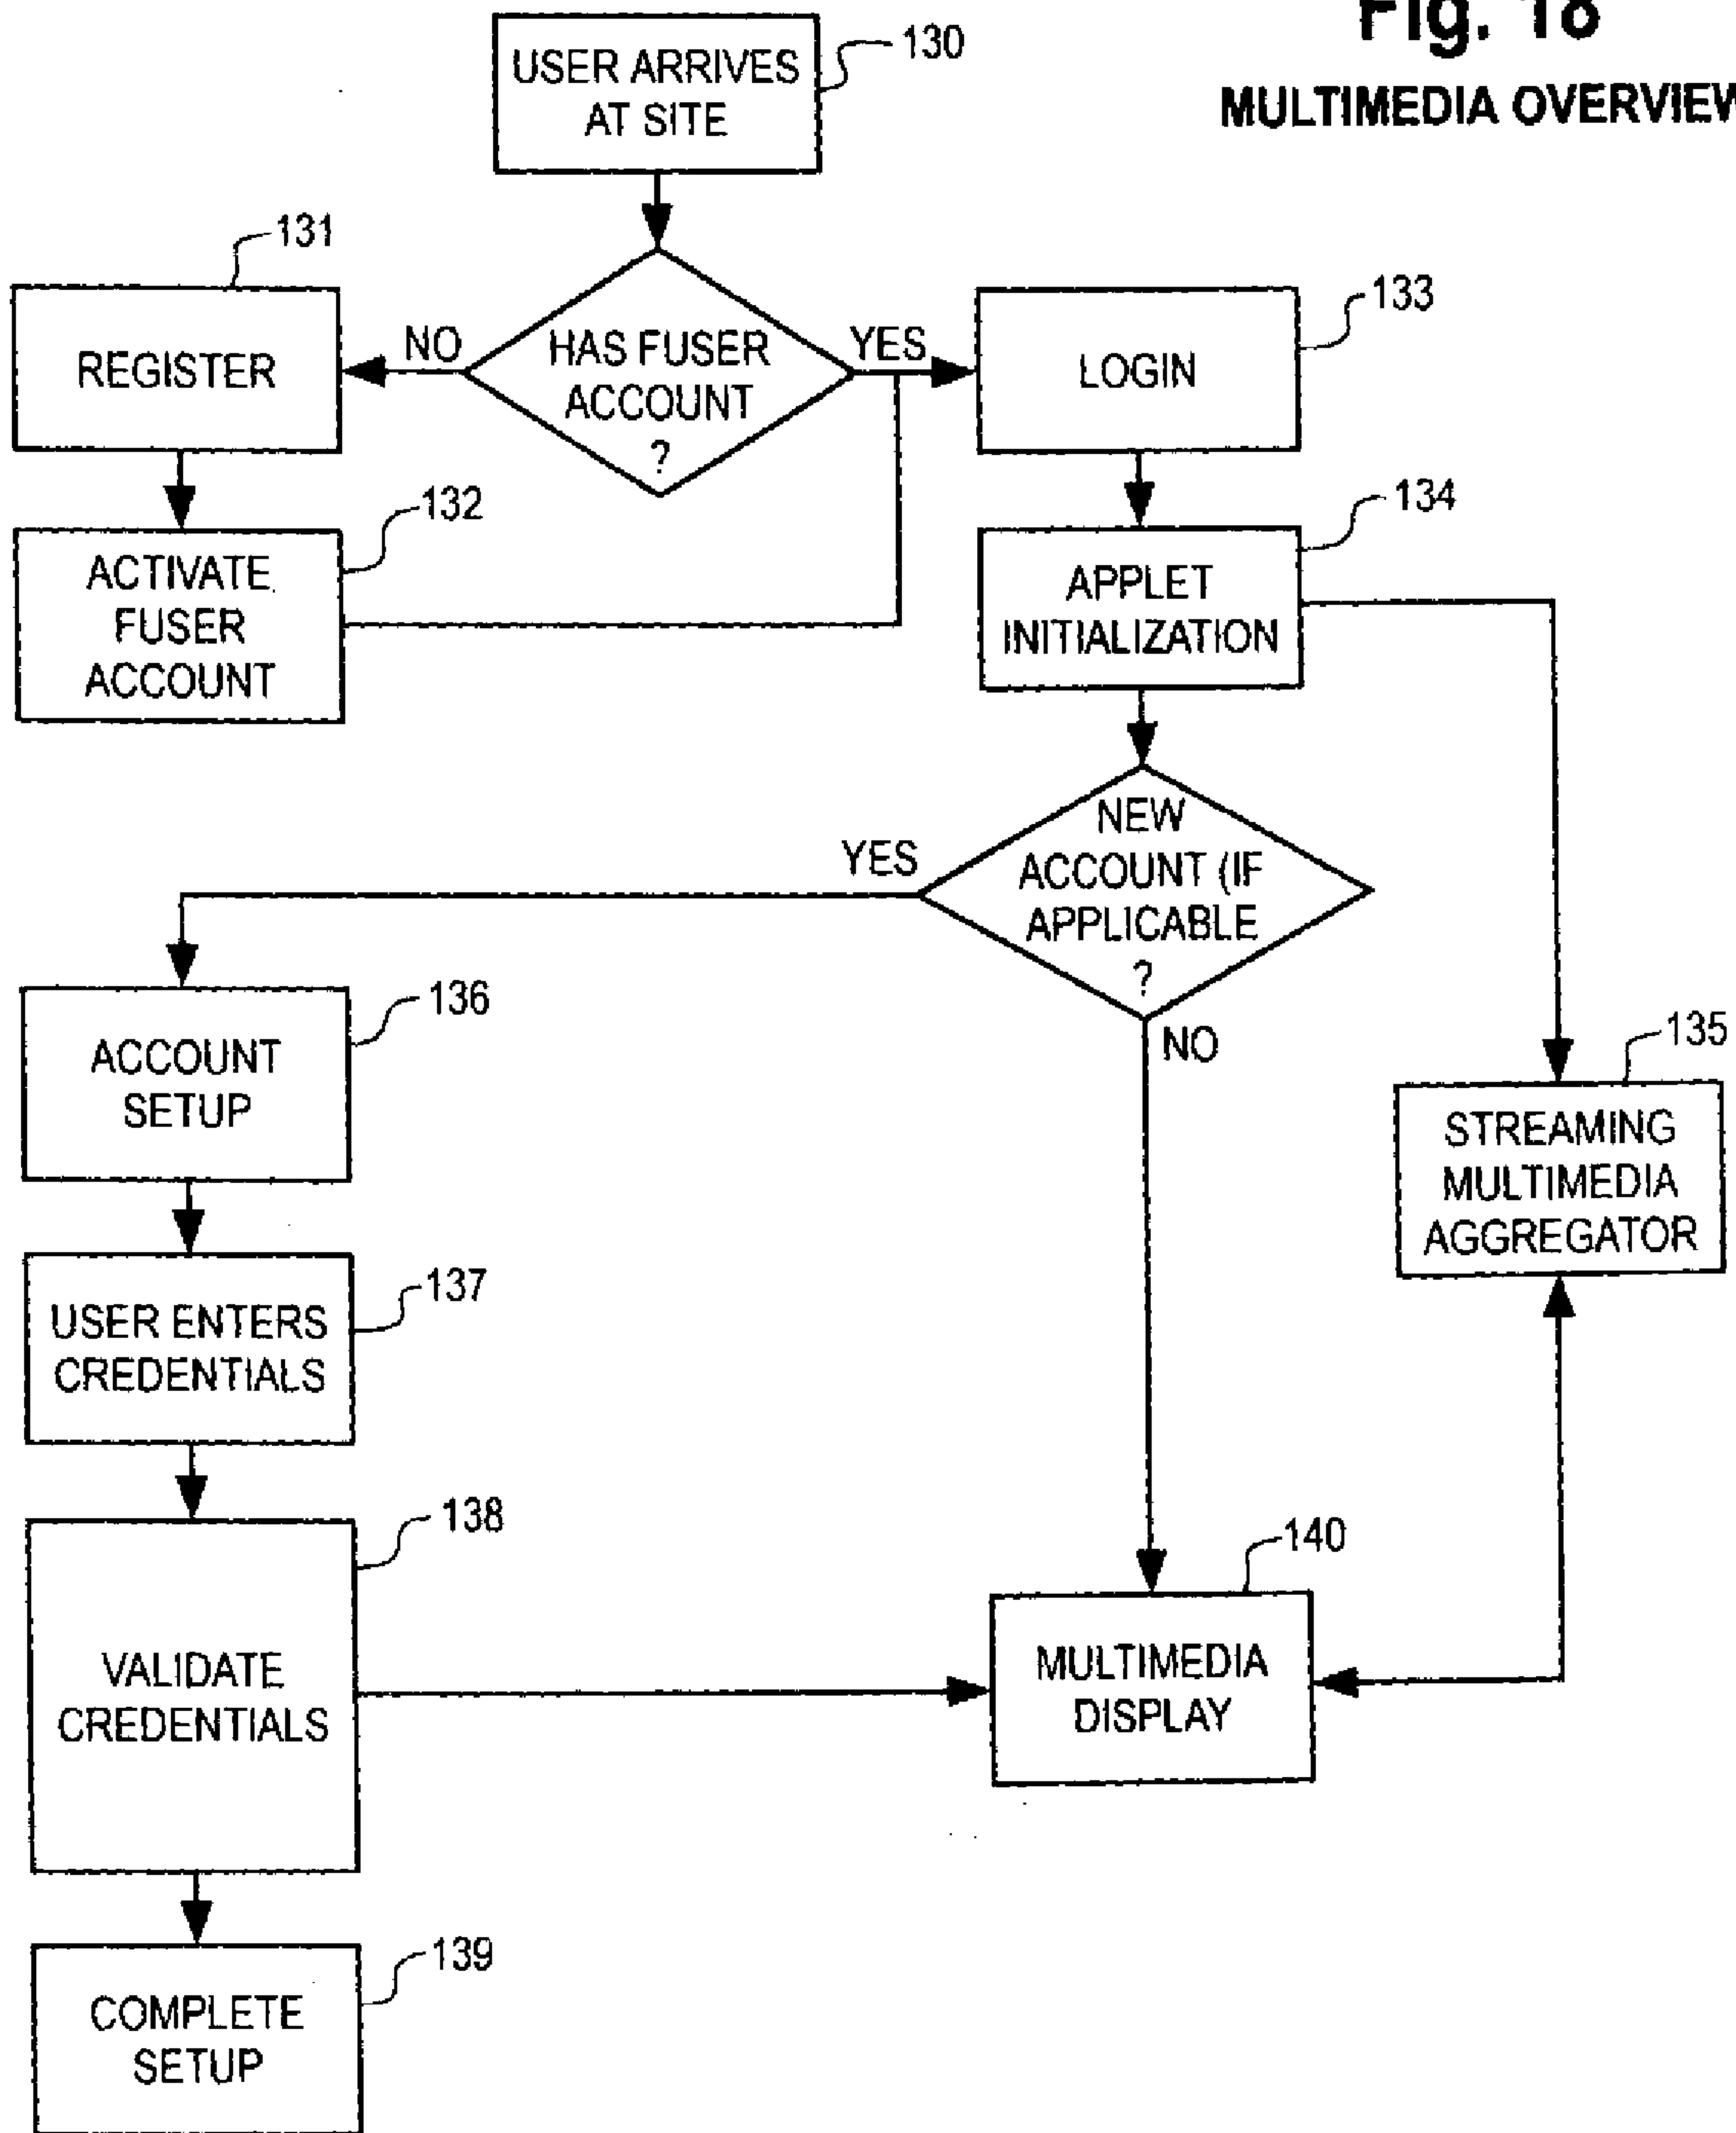 Fig. 18
MULTIMEDIA OVERVIEW
USER ARRIVES
AT SITE
130
131
REGISTER
NO
HAS FUSER
ACCOUNT
?
YES
133
LOGIN
132
ACTIVATE
FUSER
ACCOUNT
134
APPLET
INITIALIZATION
NEW
ACCOUNT (IF
APPLICABLE
?
YES
NO
136
ACCOUNT
SETUP
135
STREAMING
MULTIMEDIA
AGGREGATOR
137
USER ENTERS
CREDENTIALS
138
VALIDATE
CREDENTIALS
140
MULTIMEDIA
DISPLAY
139
COMPLETE
SETUP